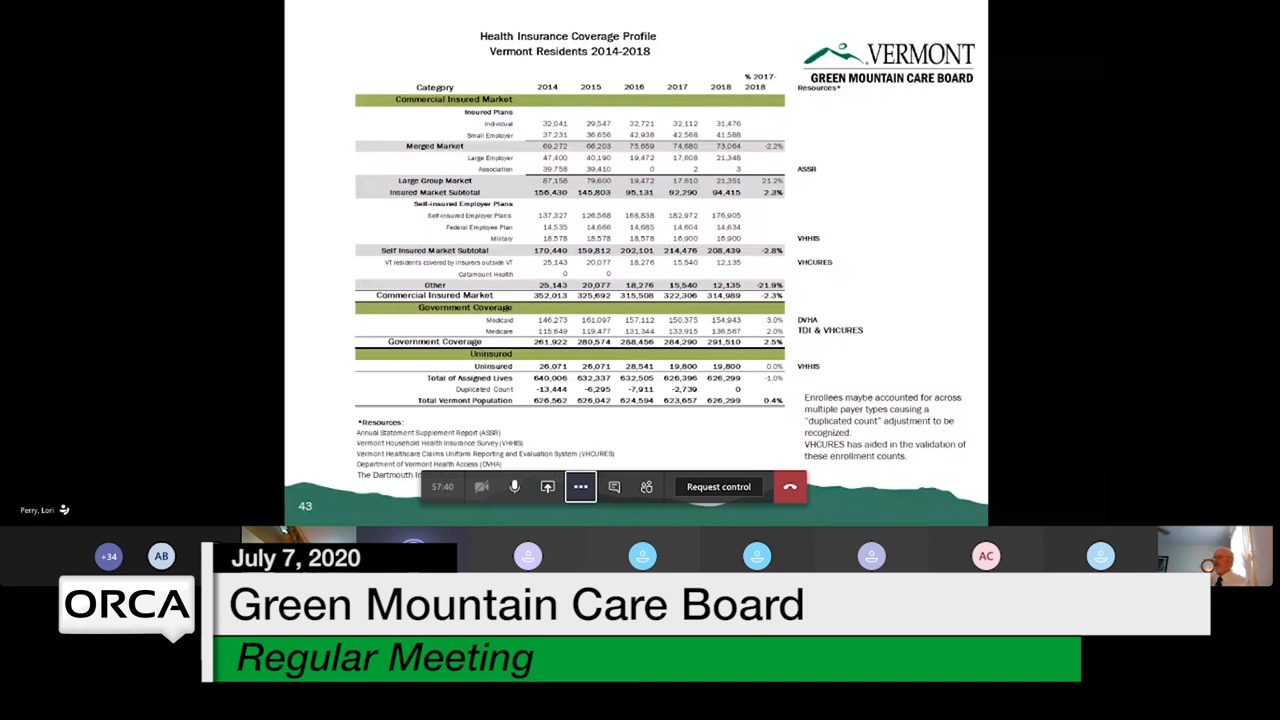 Health Insurance Coverage Profile
Vermont Residents 2014-2018
VERMONT
GREEN MOUNTAIN CARE BOARD
% 2017-
Category 2014 2015 2016 2017 2018 2018 Resources*
Commercial Insured Market
Insured Plans
Individual 32,041 29,547 32,721 32,112 31,476
Small Employer 37,231 36,656 42,938 42,568 41,588
Merged Market 69,272 66,203 75,659 74,680 73,064 -2.2%
Large Employer 47,400 40,190 19,472 17,608 21,348
Association 39,758 39,410 0 2 3 ASSR
Large Group Market 87,158 79,600 19,472 17,610 21,351 21.2%
Insured Market Subtotal 156,430 145,803 95,131 92,290 94,415 2.3%
Self-insured Employer Plans
Self-insured Employer Plans 137,327 126,568 168,838 182,972 176,905
Federal Employee Plan 14,535 14,666 14,685 14,604 14,634
Military 18,578 18,578 18,578 16,900 16,900 VHHIS
Self Insured Market Subtotal 170,440 159,812 202,101 214,476 208,439 -2.8%
VT residents covered by insurers outside VT 25,143 20,077 18,276 15,540 12,135 VHCURES
Catamount Health 0 0
Other 25,143 20,077 18,276 15,540 12,135 -21.9%
Commercial Insured Market 352,013 325,692 315,508 322,306 314,989 -2.3%
Government Coverage
Medicaid 146,273 161,097 157,112 150,375 154,943 3.0% DVHA
Medicare 115,649 119,477 131,344 133,915 136,567 2.0% TDI & VHCURES
Government Coverage 261,922 280,574 288,456 284,290 291,510 2.5%
Uninsured
Uninsured 26,071 26,071 28,541 19,800 19,800 0.0% VHHIS
Total of Assigned Lives 640,006 632,337 632,505 626,396 626,299 -1.0%
Duplicated Count -13,444 -6,295 -7,911 -2,739 0
Total Vermont Population 626,562 626,042 624,594 623,657 626,299 0.4%
Enrollees maybe accounted for across
multiple payer types causing a
"duplicated count" adjustment to be
recognized.
VHCURES has aided in the validation of
these enrollment counts.
*Resources:
Annual Statement Supplement Report (ASSR)
Vermont Household Health Insurance Survey (VHHIS)
Vermont Healthcare Claims Uniform Reporting and Evaluation System (VHCURES)
Department of Vermont Health Access (DVHA)
The Dartmouth In
57:40
Request control
43
Perry, Lori
+34
AB
AC
July 7, 2020
ORCA
Green Mountain Care Board
Regular Meeting